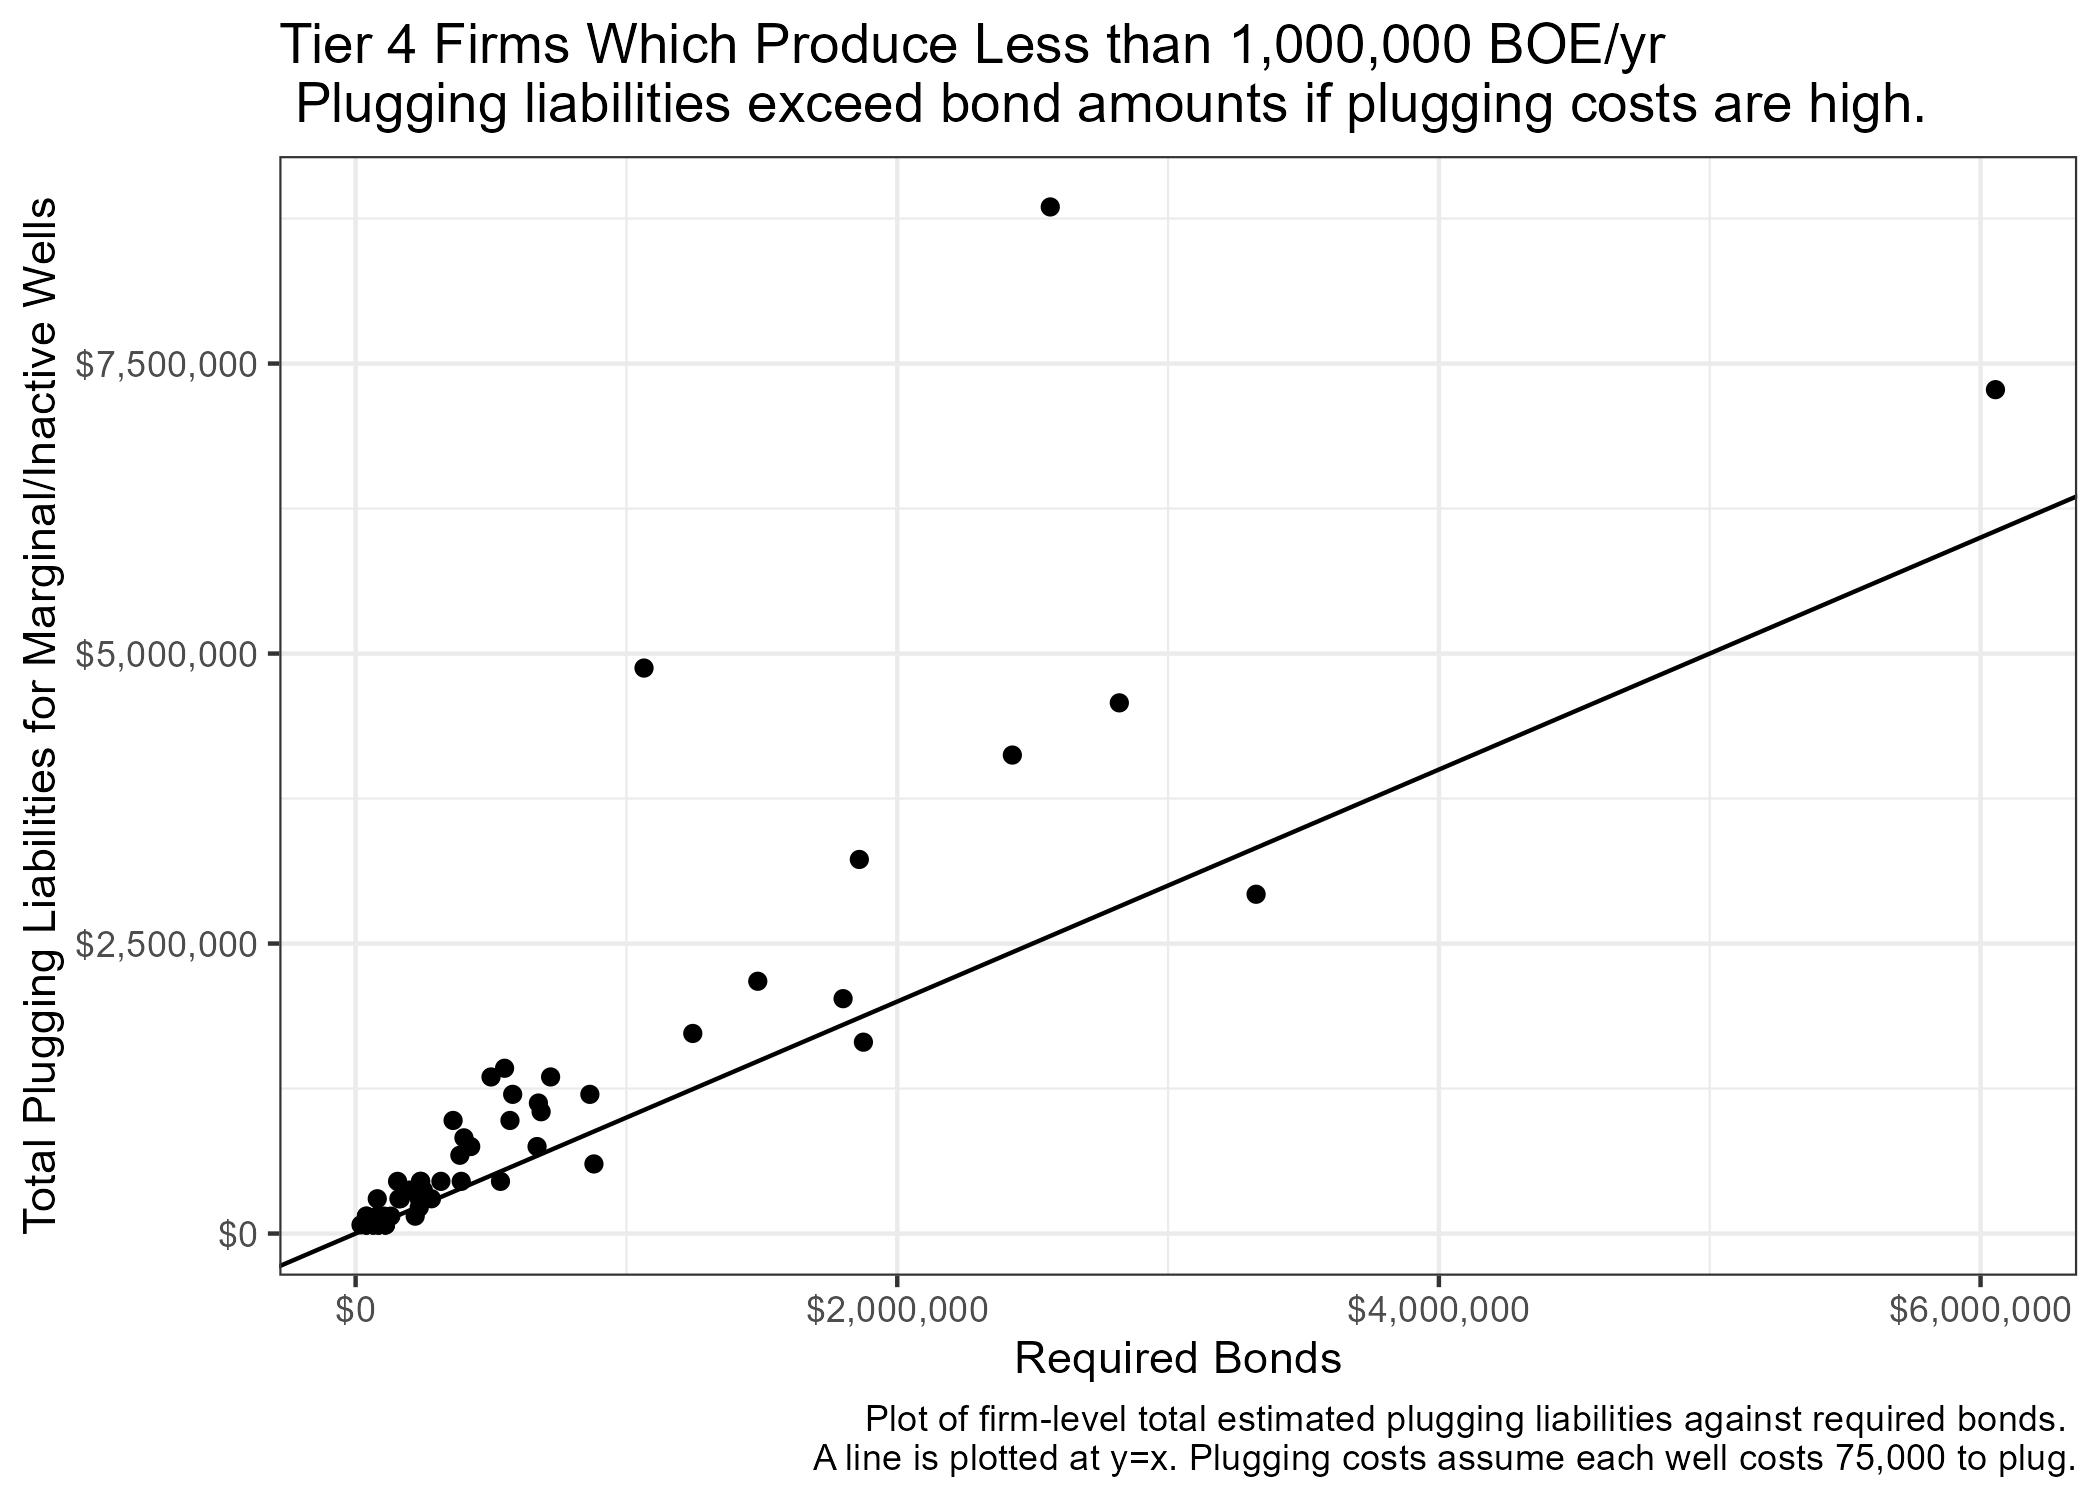 Tier 4 Firms Which Produce Less than 1,000,000 BOE/yr
Plugging liabilities exceed bond amounts if plugging costs are high.
Total Plugging Liabilities for Marginal/Inactive Wells
$7,500,000
$5,000,000
$2,500,000
$0
$0
$2,000,000
$4,000,000
$6,000,000
Required Bonds
Plot of firm-level total estimated plugging liabilities against required bonds.
A line is plotted at y=x. Plugging costs assume each well costs 75,000 to plug.